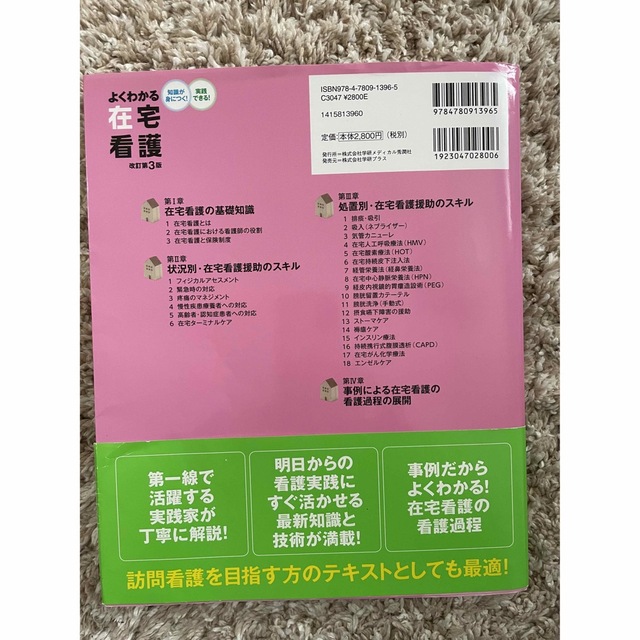 知識が
身につく！
実践
できる！
よくわかる
在宅
看護
改訂第3版
ISBN978-4-7809-1396-5
C3047 ¥2800E
1415813960
定価：本体2,800円（税別）
発行所＝株式会社学研メディカル秀潤社
発売元＝株式会社学研プラス
9784780913965
1923047028006
第Ⅰ章
在宅看護の基礎知識
1 在宅看護とは
2 在宅看護における看護師の役割
3 在宅看護と保険制度
第Ⅱ章
状況別・在宅看護援助のスキル
1 フィジカルアセスメント
2 緊急時の対応
3 疼痛のマネジメント
4 慢性疾患療養者への対応
5 高齢者・認知症患者への対応
6 在宅ターミナルケア
第Ⅲ章
処置別・在宅看護援助のスキル
1 排痰・吸引
2 吸入（ネブライザー）
3 気管カニューレ
4 在宅人工呼吸療法（HMV）
5 在宅酸素療法（HOT）
6 在宅持続皮下注入法
7 経管栄養法（経鼻栄養法）
8 在宅中心静脈栄養法（HPN）
9 経皮内視鏡的胃瘻造設術（PEG）
10 膀胱留置カテーテル
11 膀胱洗浄（手動式）
12 摂食嚥下障害の援助
13 ストーマケア
14 褥瘡ケア
15 インスリン療法
16 持続携行式腹膜透析（CAPD）
17 在宅がん化学療法
18 エンゼルケア
第Ⅳ章
事例による在宅看護の
看護過程の展開
第一線で
活躍する
実践家が
丁寧に解説！
明日からの
看護実践に
すぐ活かせる
最新知識と
技術が満載！
事例だから
よくわかる！
在宅看護の
看護過程
訪問看護を目指す方のテキストとしても最適！